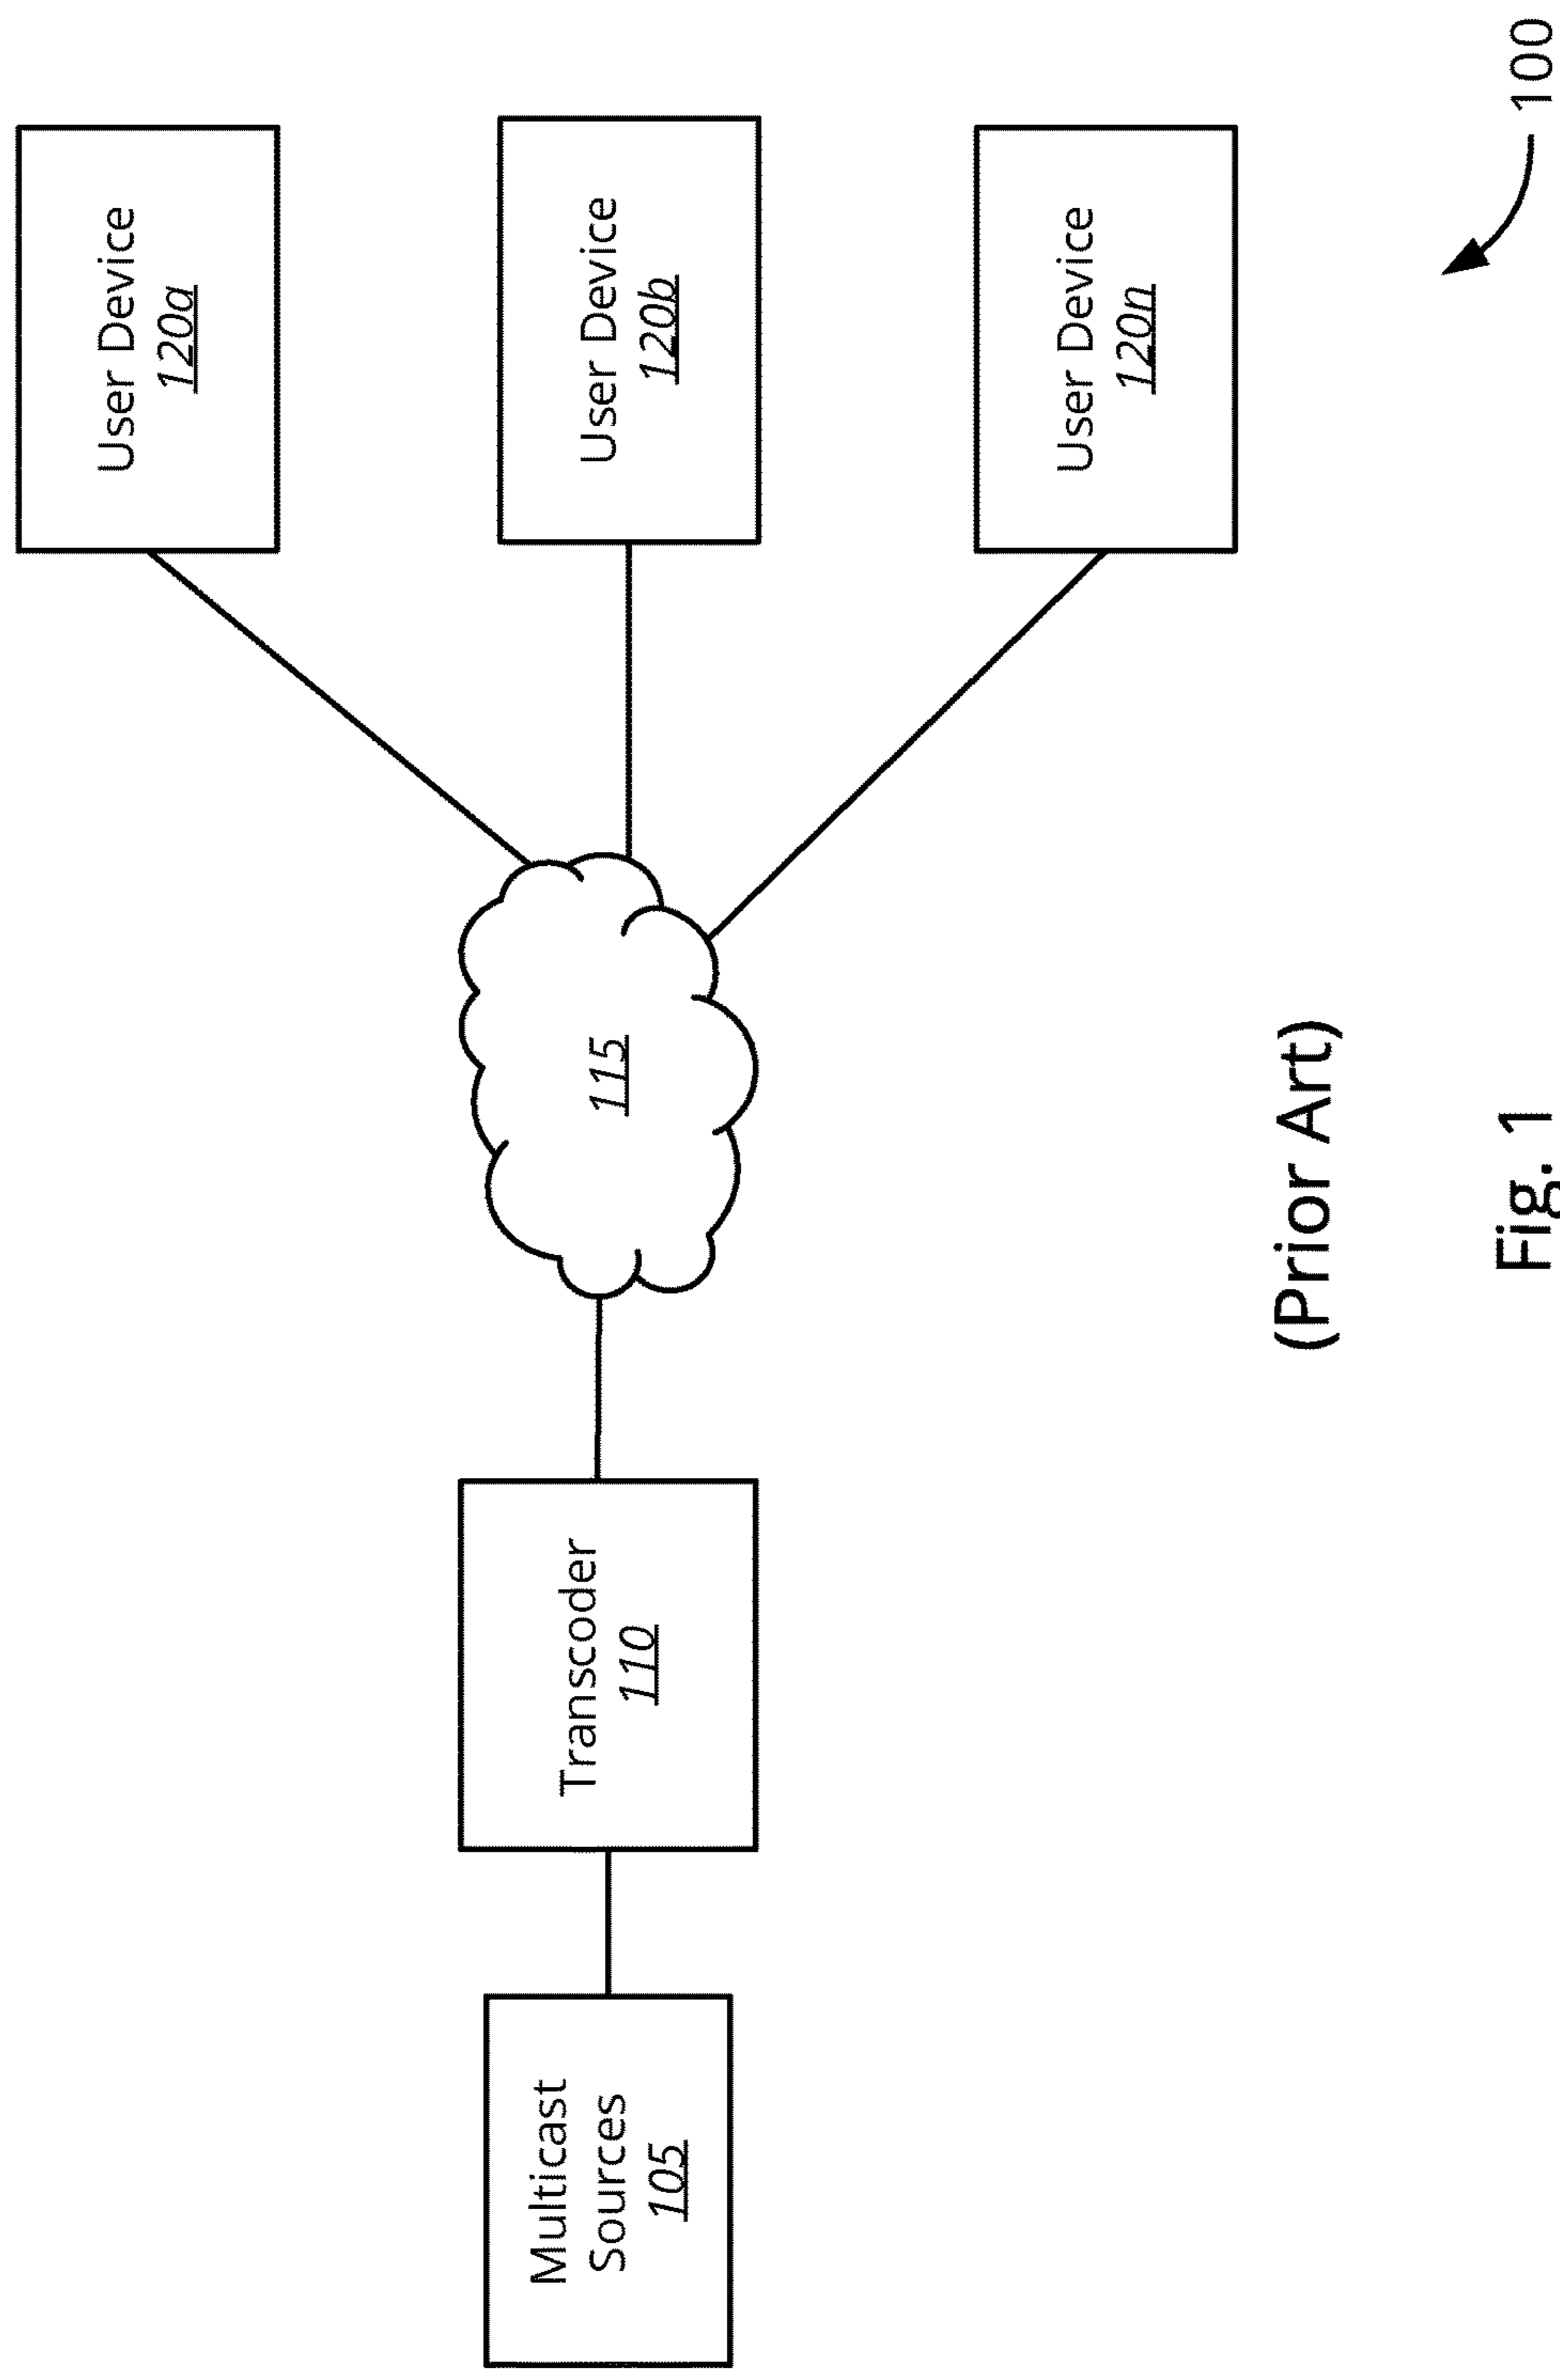 User Device
120a
User Device
120b
User Device
120n
115
Transcoder
110
Multicast
Sources
105
100
(Prior Art)
Fig. 1